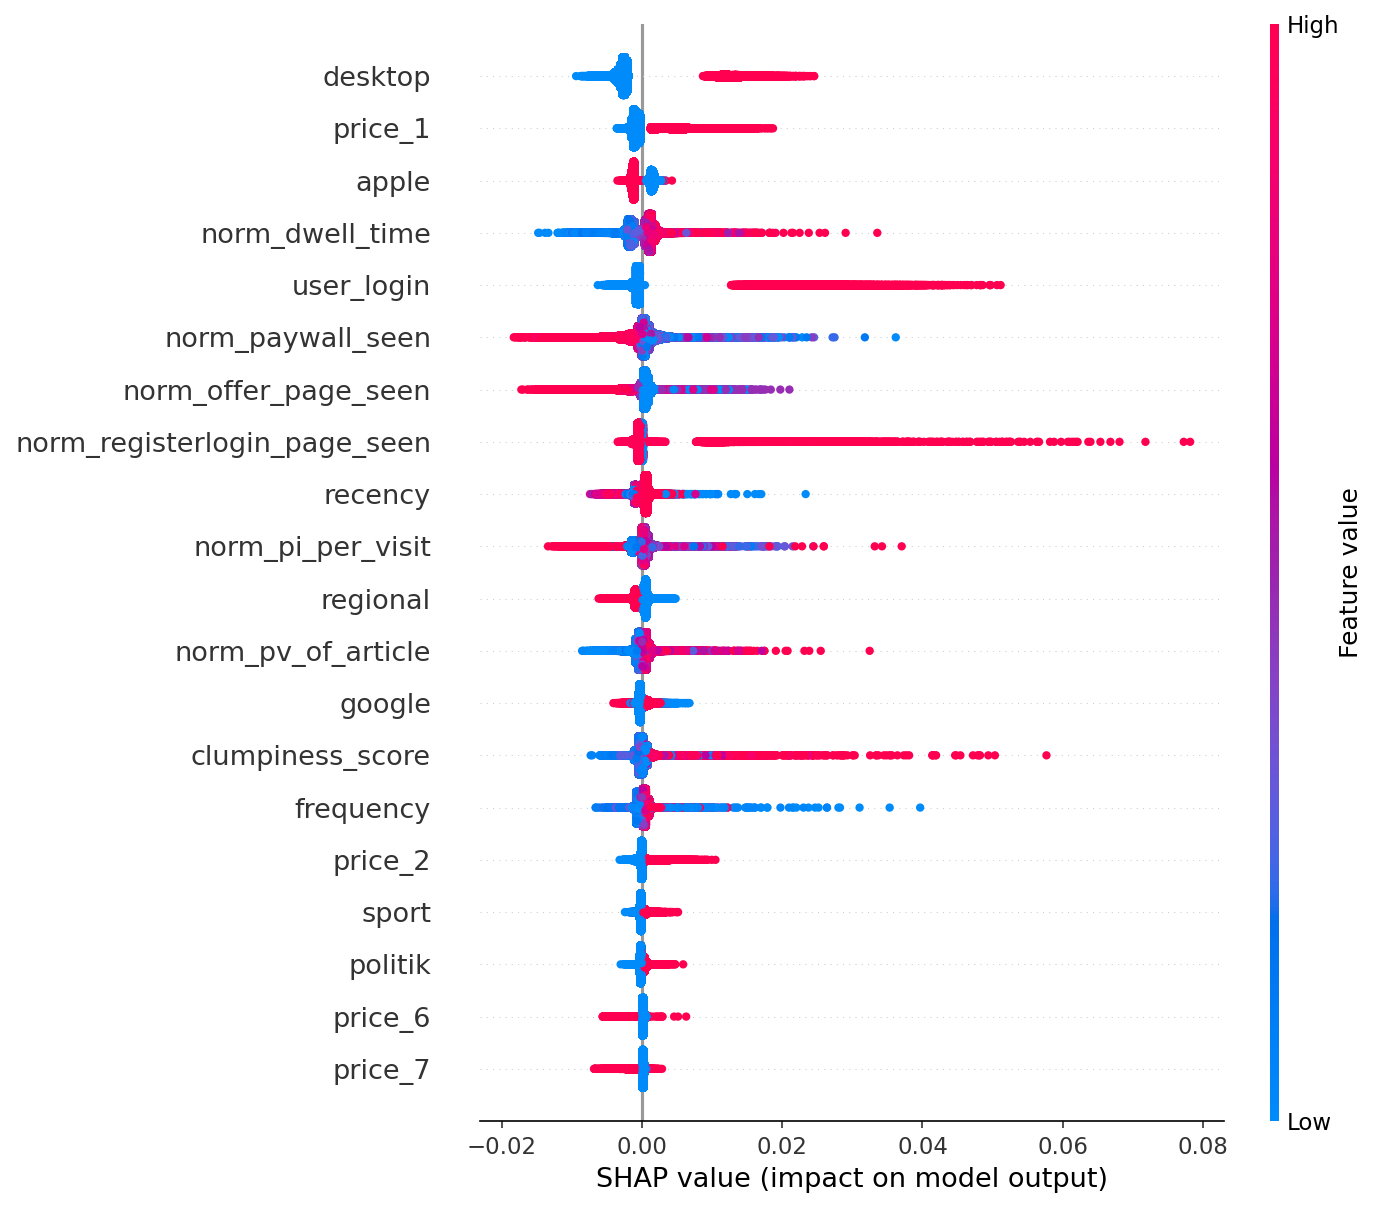 High
desktop
price_1
apple
norm_dwell_time
user_login
norm_paywall_seen
norm_offer_page_seen
norm_registerlogin_page_seen
recency
norm_pi_per_visit
regional
norm_pv_of_article
google
clumpiness_score
frequency
price_2
sport
politik
price_6
price_7
Feature value
Low
−0.02 0.00 0.02 0.04 0.06 0.08
SHAP value (impact on model output)